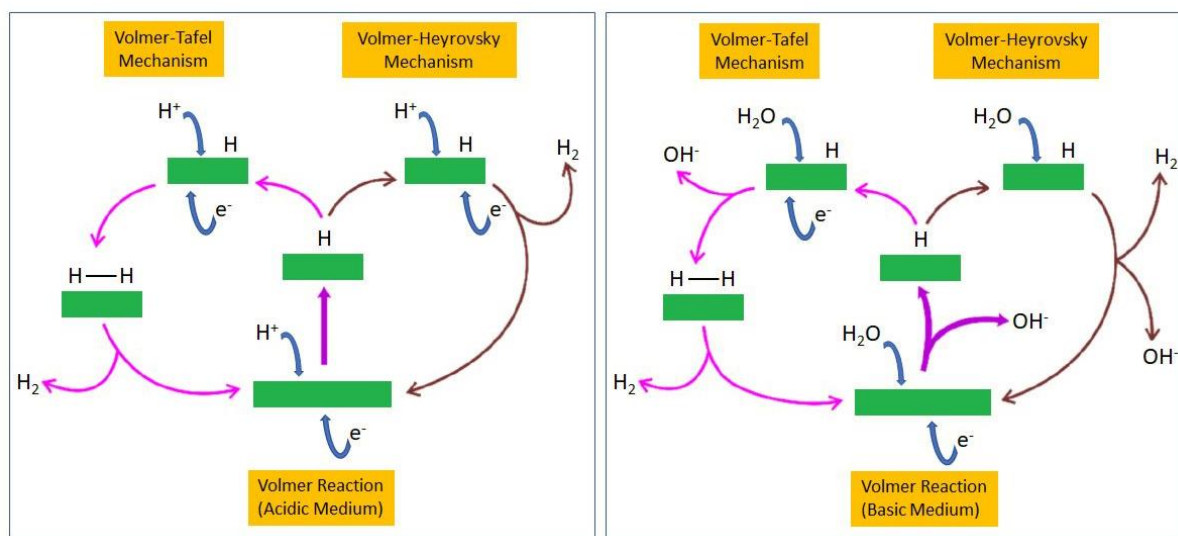 Volmer-Tafel
Mechanism
Volmer-Heyrovsky
Mechanism
H⁺
H
e⁻
H⁺
H
e⁻
H₂
H
H—H
H⁺
H₂
e⁻
Volmer Reaction
(Acidic Medium)
Volmer-Tafel
Mechanism
Volmer-Heyrovsky
Mechanism
H₂O
H
OH⁻
e⁻
H₂O
H
H₂
H
H—H
H₂O
OH⁻
OH⁻
H₂
e⁻
Volmer Reaction
(Basic Medium)